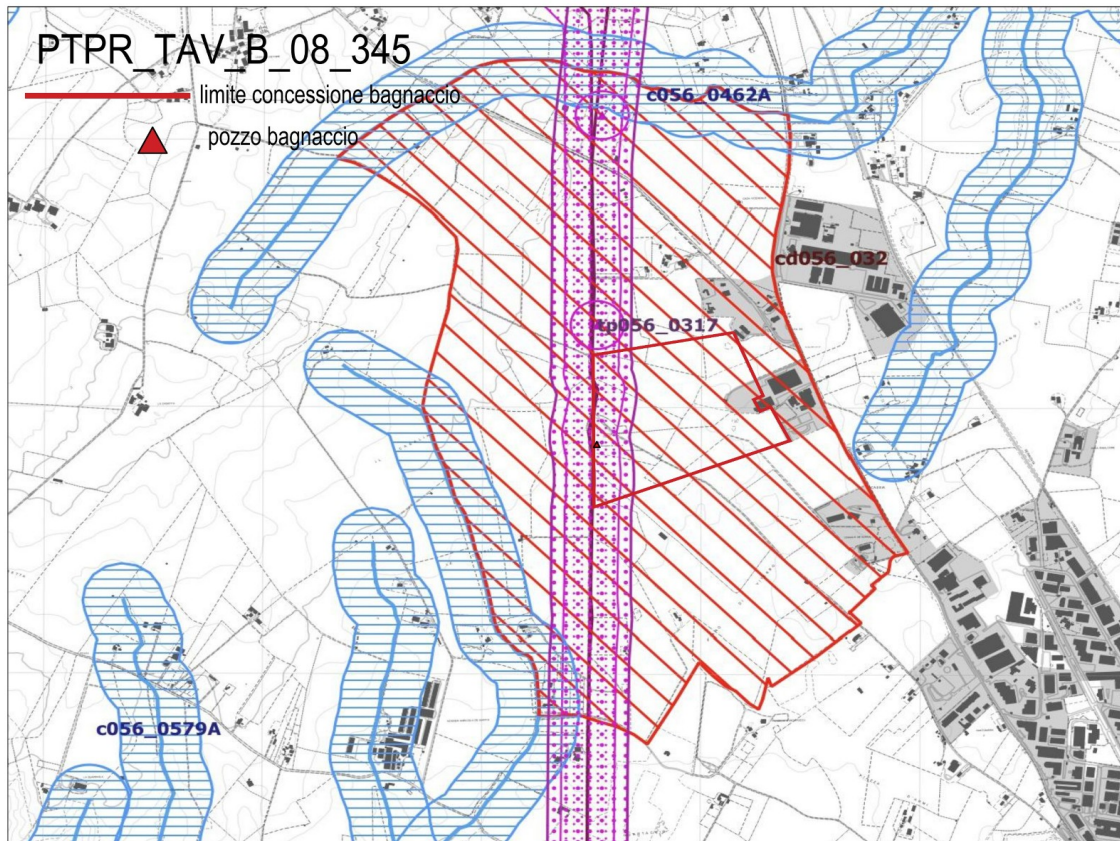 PTPR_TAV_B_08_345
limite concessione bagnaccio
pozzo bagnaccio
c056_0462A
cd056_032
tp056_0317
c056_0579A